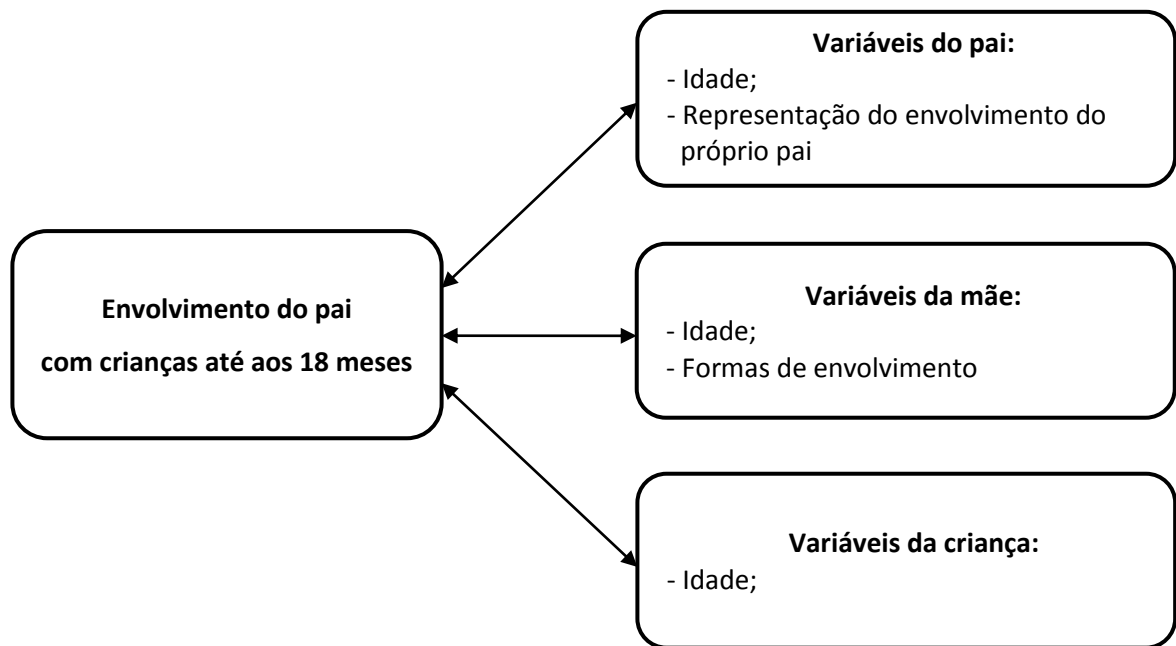 Variáveis do pai:
- Idade;
- Representação do envolvimento do
próprio pai
Envolvimento do pai
com crianças até aos 18 meses
Variáveis da mãe:
- Idade;
- Formas de envolvimento
Variáveis da criança:
- Idade;